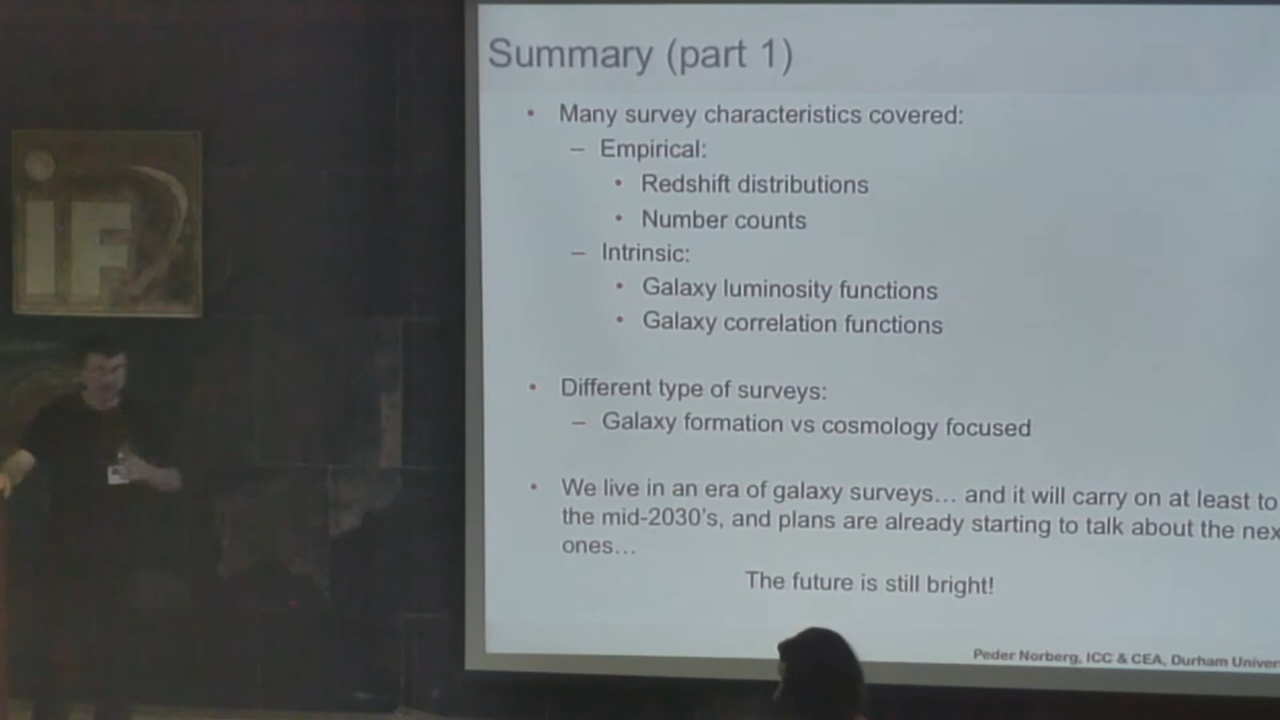 Summary (part 1)
iF
• Many survey characteristics covered:
– Empirical:
• Redshift distributions
• Number counts
– Intrinsic:
• Galaxy luminosity functions
• Galaxy correlation functions
• Different type of surveys:
– Galaxy formation vs cosmology focused
• We live in an era of galaxy surveys… and it will carry on at least to
the mid-2030's, and plans are already starting to talk about the nex
ones…
The future is still bright!
Peder Norberg, ICC & CEA, Durham Univer